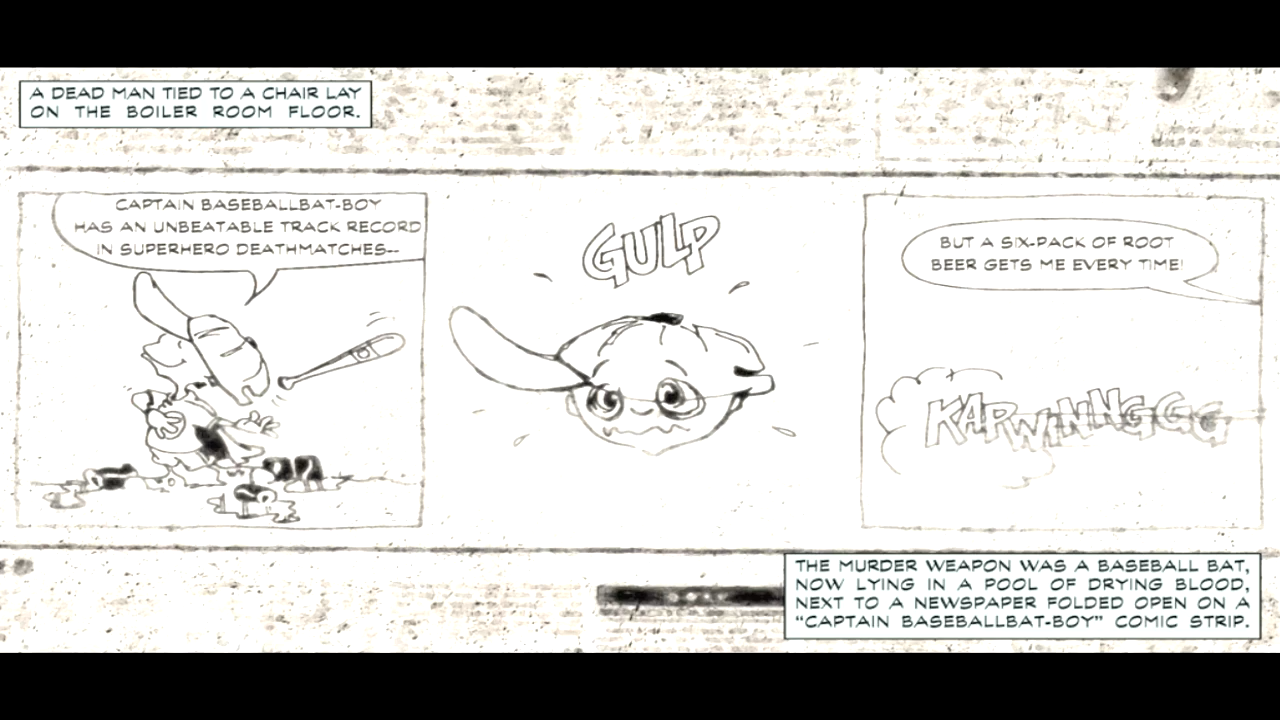 A DEAD MAN TIED TO A CHAIR LAY
ON THE BOILER ROOM FLOOR.
CAPTAIN BASEBALLBAT-BOY
HAS AN UNBEATABLE TRACK RECORD
IN SUPERHERO DEATHMATCHES--
GULP
BUT A SIX-PACK OF ROOT
BEER GETS ME EVERY TIME!
KAPWINNGGG
THE MURDER WEAPON WAS A BASEBALL BAT,
NOW LYING IN A POOL OF DRYING BLOOD,
NEXT TO A NEWSPAPER FOLDED OPEN ON A
"CAPTAIN BASEBALLBAT-BOY" COMIC STRIP.